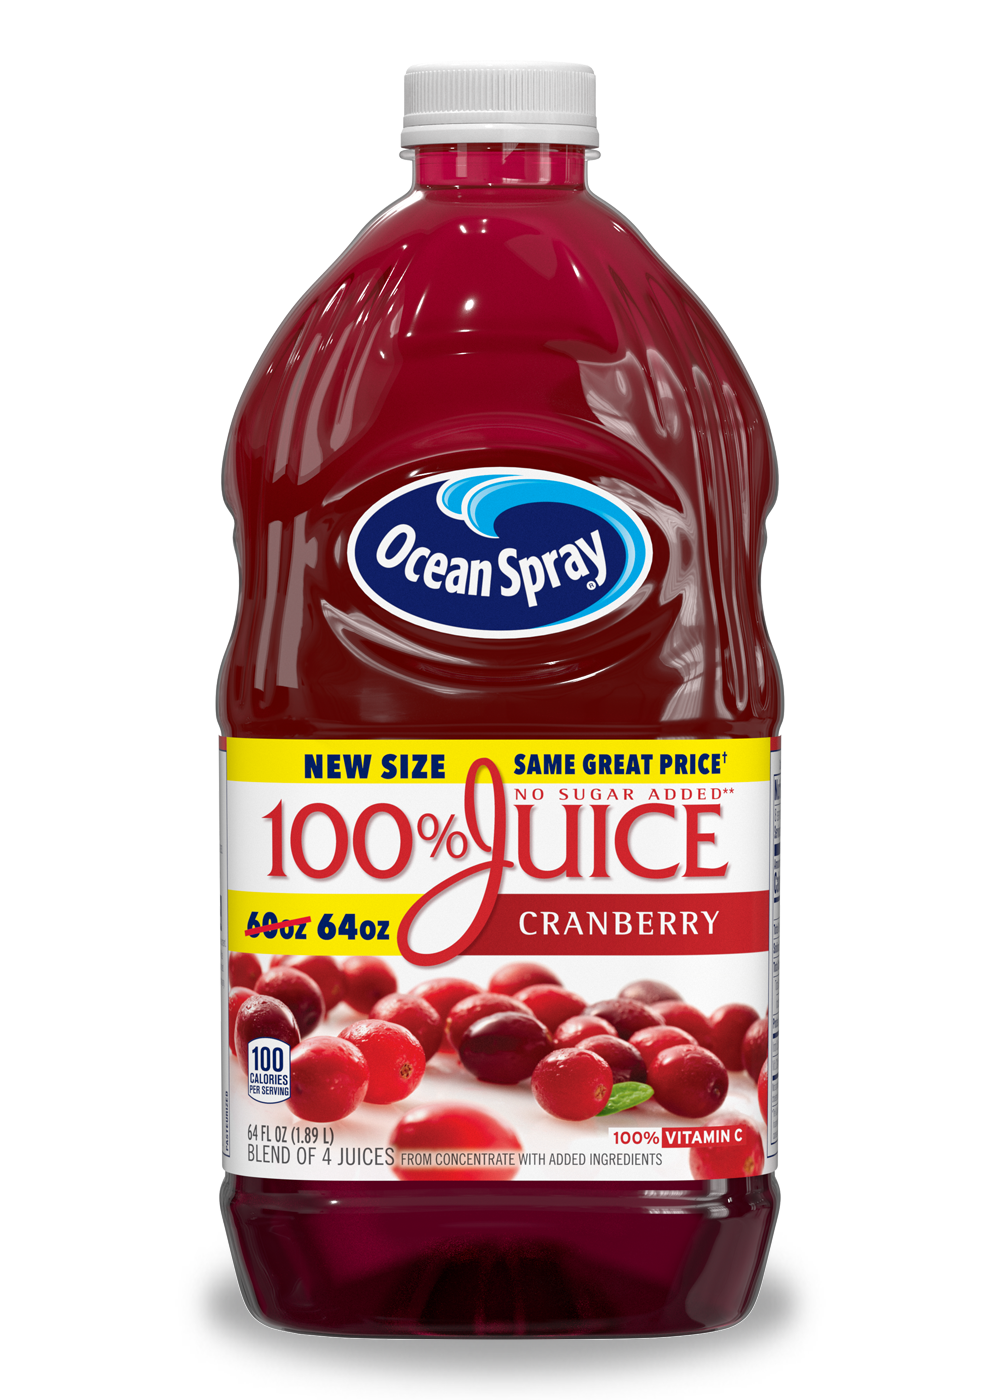 Ocean Spray®
NEW SIZE SAME GREAT PRICE†
NO SUGAR ADDED**
100% JUICE
60oz 64oz CRANBERRY
100
CALORIES
PER SERVING
64 FL OZ (1.89 L)
100% VITAMIN C
BLEND OF 4 JUICES FROM CONCENTRATE WITH ADDED INGREDIENTS
PASTEURIZED